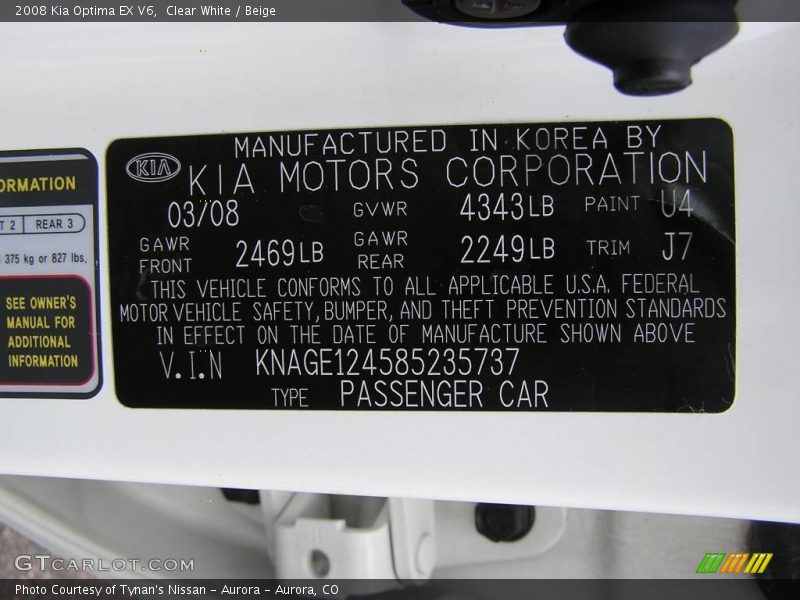 2008 Kia Optima EX V6,  Clear White / Beige
MANUFACTURED IN KOREA BY
KIA KIA MOTORS CORPORATION
03/08 GVWR 4343LB PAINT U4
GAWR FRONT 2469LB GAWR REAR 2249LB TRIM J7
THIS VEHICLE CONFORMS TO ALL APPLICABLE U.S.A. FEDERAL
MOTOR VEHICLE SAFETY, BUMPER, AND THEFT PREVENTION STANDARDS
IN EFFECT ON THE DATE OF MANUFACTURE SHOWN ABOVE
V.I.N KNAGE124585235737
TYPE PASSENGER CAR
ORMATION
T 2 REAR 3
375 kg or 827 lbs.
SEE OWNER'S
MANUAL FOR
ADDITIONAL
INFORMATION
GTCARLOT.COM
Photo Courtesy of Tynan's Nissan - Aurora - Aurora, CO